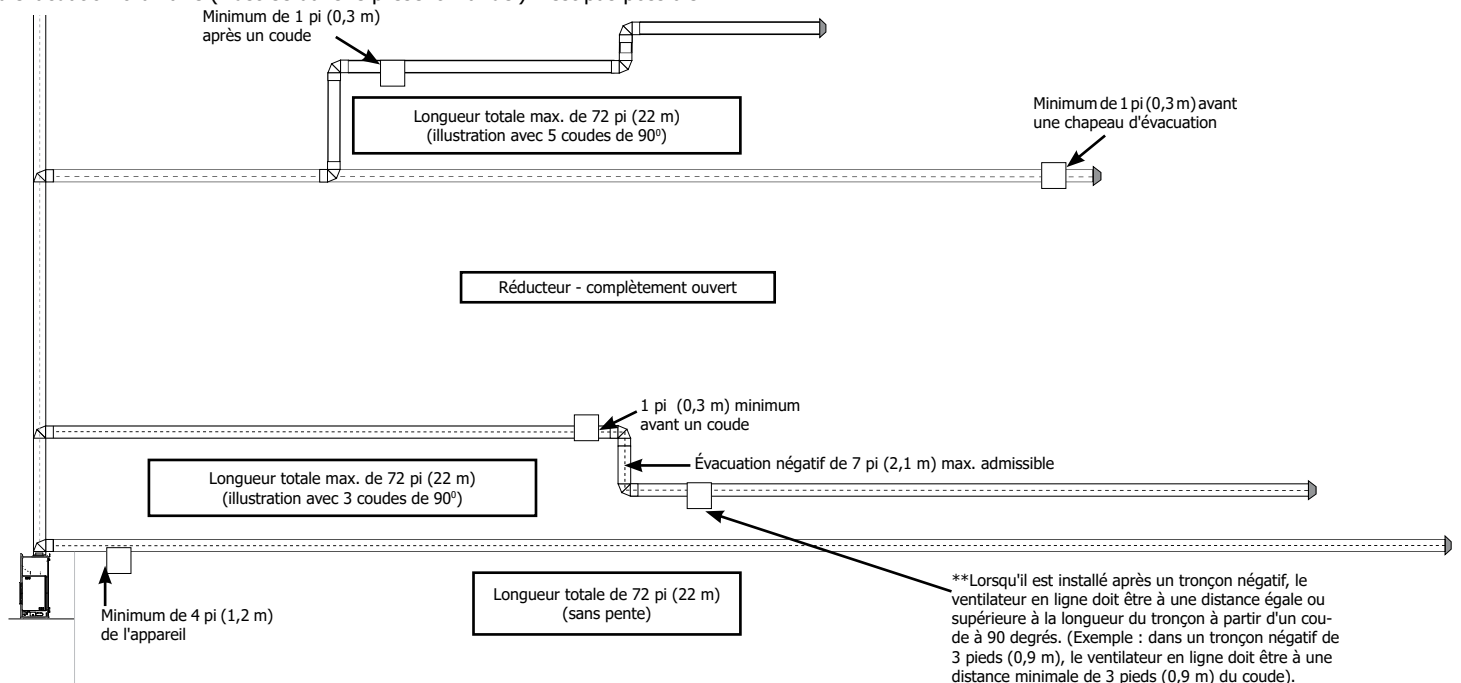 Minimum de 1 pi (0,3 m)
après un coude
Longueur totale max. de 72 pi (22 m)
(illustration avec 5 coudes de 90⁰)
Minimum de 1 pi (0,3 m) avant
une chapeau d'évacuation
Réducteur - complètement ouvert
1 pi (0,3 m) minimum
avant un coude
Évacuation négatif de 7 pi (2,1 m) max. admissible
Longueur totale max. de 72 pi (22 m)
(illustration avec 3 coudes de 90⁰)
Minimum de 4 pi (1,2 m)
de l'appareil
Longueur totale de 72 pi (22 m)
(sans pente)
**Lorsqu'il est installé après un tronçon négatif, le
ventilateur en ligne doit être à une distance égale ou
supérieure à la longueur du tronçon à partir d'un cou-
de à 90 degrés. (Exemple : dans un tronçon négatif de
3 pieds (0,9 m), le ventilateur en ligne doit être à une
distance minimale de 3 pieds (0,9 m) du coude).